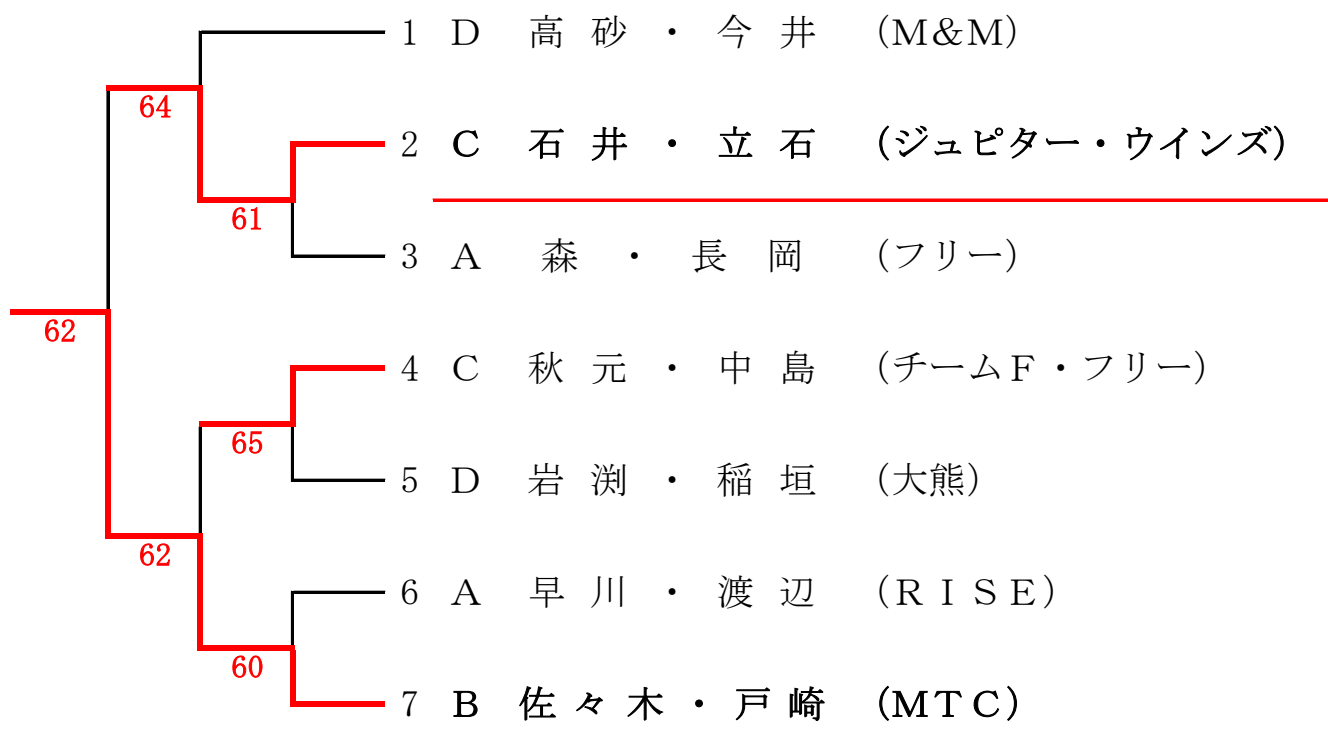 1 D 高砂・今井 (M&M)
64
2 C 石井・立石 (ジュピター・ウインズ)
61
3 A 森・長岡 (フリー)
62
4 C 秋元・中島 (チームF・フリー)
65
5 D 岩渕・稲垣 (大熊)
62
6 A 早川・渡辺 (RISE)
60
7 B 佐々木・戸崎 (MTC)